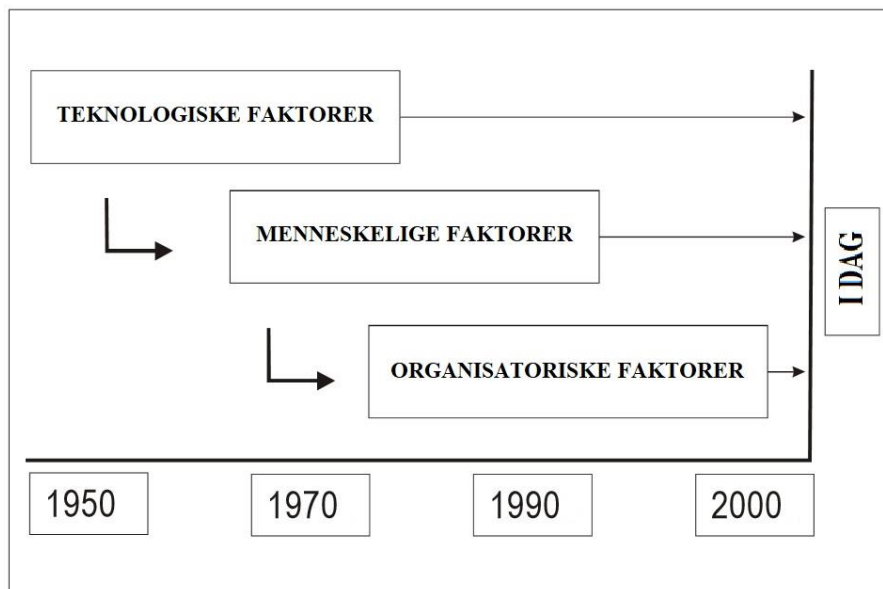 TEKNOLOGISKE FAKTORER
MENNESKELIGE FAKTORER
I DAG
ORGANISATORISKE FAKTORER
1950
1970
1990
2000